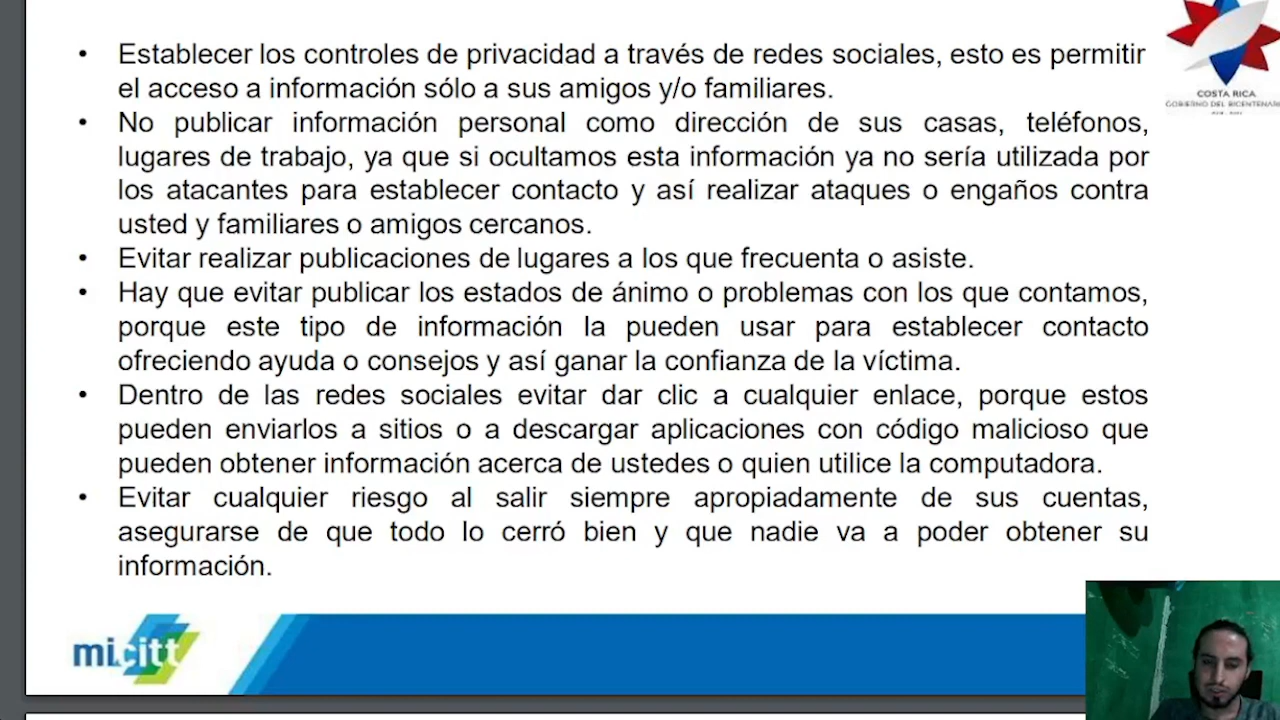 • Establecer los controles de privacidad a través de redes sociales, esto es permitir
el acceso a información sólo a sus amigos y/o familiares.
• No publicar información personal como dirección de sus casas, teléfonos,
lugares de trabajo, ya que si ocultamos esta información ya no sería utilizada por
los atacantes para establecer contacto y así realizar ataques o engaños contra
usted y familiares o amigos cercanos.
• Evitar realizar publicaciones de lugares a los que frecuenta o asiste.
• Hay que evitar publicar los estados de ánimo o problemas con los que contamos,
porque este tipo de información la pueden usar para establecer contacto
ofreciendo ayuda o consejos y así ganar la confianza de la víctima.
• Dentro de las redes sociales evitar dar clic a cualquier enlace, porque estos
pueden enviarlos a sitios o a descargar aplicaciones con código malicioso que
pueden obtener información acerca de ustedes o quien utilice la computadora.
• Evitar cualquier riesgo al salir siempre apropiadamente de sus cuentas,
asegurarse de que todo lo cerró bien y que nadie va a poder obtener su
información.
COSTA RICA
GOBIERNO DEL BICENTENARI
micitt